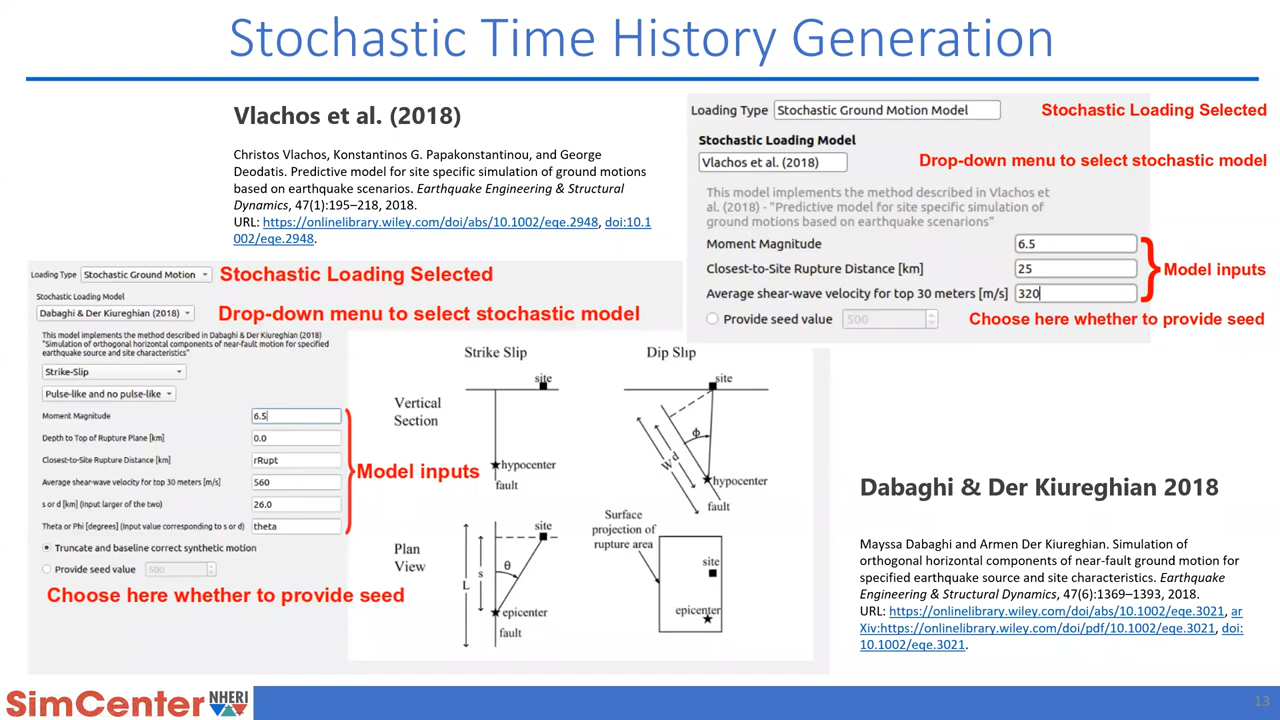 Stochastic Time History Generation
Vlachos et al. (2018)
Christos Vlachos, Konstantinos G. Papakonstantinou, and George
Deodatis. Predictive model for site specific simulation of ground motions
based on earthquake scenarios. Earthquake Engineering & Structural
Dynamics, 47(1):195–218, 2018.
URL: https://onlinelibrary.wiley.com/doi/abs/10.1002/eqe.2948, doi:10.1
002/eqe.2948.
Loading Type Stochastic Ground Motion Model Stochastic Loading Selected
Stochastic Loading Model
Vlachos et al. (2018) Drop-down menu to select stochastic model
This model implements the method described in Vlachos et
al. (2018) - "Predictive model for site specific simulation of
ground motions based on earthquake scenarions"
Moment Magnitude 6.5
Closest-to-Site Rupture Distance [km] 25
Average shear-wave velocity for top 30 meters [m/s] 320
Model inputs
Provide seed value 500 Choose here whether to provide seed
Loading Type Stochastic Ground Motion Stochastic Loading Selected
Stochastic Loading Model
Dabaghi & Der Kiureghian (2018) Drop-down menu to select stochastic model
This model implements the method described in Dabaghi & Der Kiureghian (2018)
"Simulation of orthogonal horizontal components of near-fault motion for specified
earthquake source and site characteristics"
Strike-Slip
Pulse-like and no pulse-like
Moment Magnitude 6.5
Depth to Top of Rupture Plane [km] 0.0
Closest-to-Site Rupture Distance [km] rRupt
Average shear-wave velocity for top 30 meters [m/s] 560
s or d [km] (Input larger of the two) 26.0
Theta or Phi [degrees] (Input value corresponding to s or d) theta
Model inputs
Truncate and baseline correct synthetic motion
Provide seed value 500
Choose here whether to provide seed
Strike Slip
Dip Slip
site
site
Vertical
Section
ϕ
W d
hypocenter
fault
hypocenter
fault
Surface
projection of
rupture area
Plan
View
site
θ
s
L
epicenter
fault
site
epicenter
Dabaghi & Der Kiureghian 2018
Mayssa Dabaghi and Armen Der Kiureghian. Simulation of
orthogonal horizontal components of near-fault ground motion for
specified earthquake source and site characteristics. Earthquake
Engineering & Structural Dynamics, 47(6):1369–1393, 2018.
URL: https://onlinelibrary.wiley.com/doi/abs/10.1002/eqe.3021, ar
Xiv:https://onlinelibrary.wiley.com/doi/pdf/10.1002/eqe.3021, doi:
10.1002/eqe.3021.
SimCenter NHERI
13